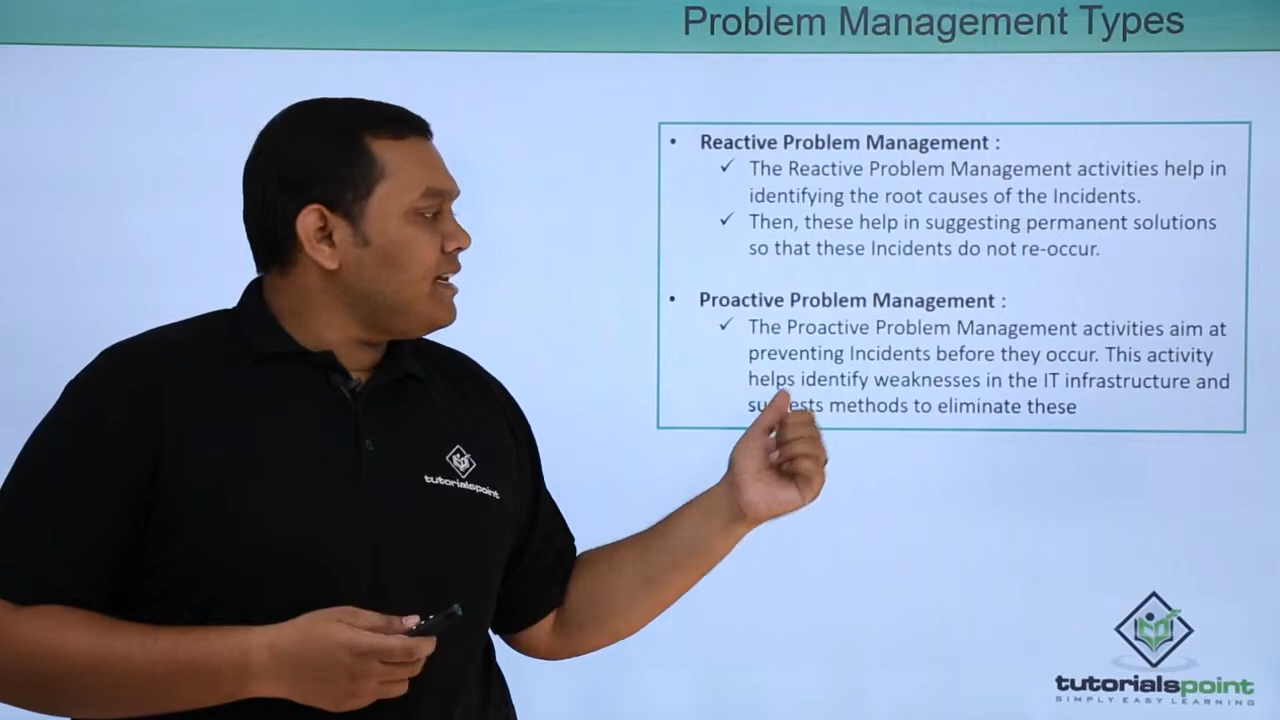 Problem Management Types
• Reactive Problem Management :
✓ The Reactive Problem Management activities help in
identifying the root causes of the Incidents.
✓ Then, these help in suggesting permanent solutions
so that these Incidents do not re-occur.
• Proactive Problem Management :
✓ The Proactive Problem Management activities aim at
preventing Incidents before they occur. This activity
helps identify weaknesses in the IT infrastructure and
methods to eliminate these
tutorialspoint
tutorialspoint
SIMPLY EASY LEARNING